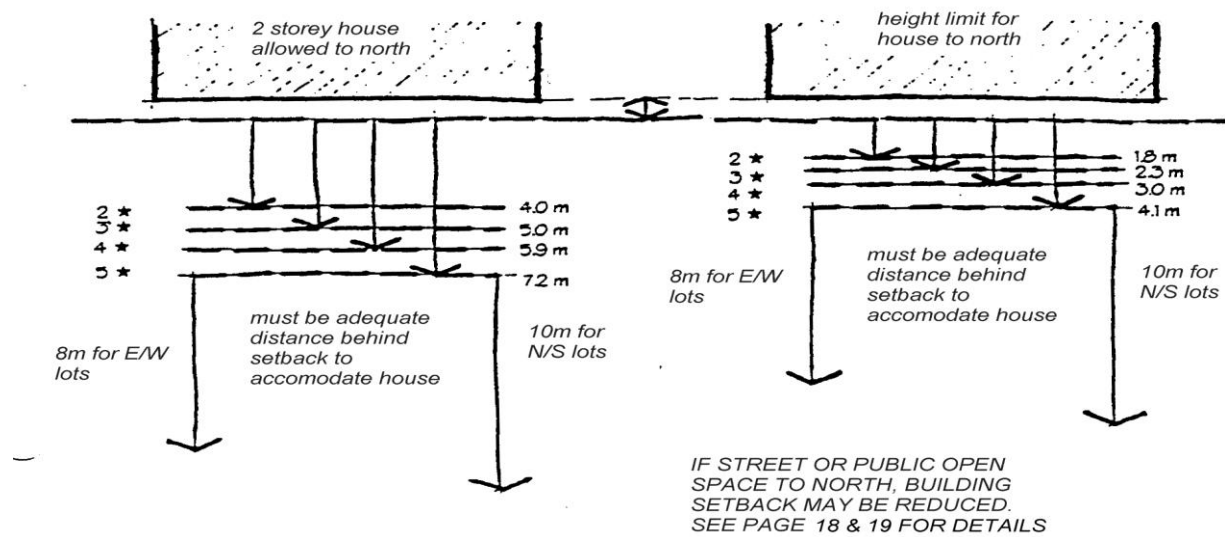 2 storey house
allowed to north
2 ★
3 ★
4 ★
5 ★
4.0 m
5.0 m
5.9 m
7.2 m
8m for E/W
lots
must be adequate
distance behind
setback to
accomodate house
10m for
N/S lots
height limit for
house to north
2 ★
3 ★
4 ★
5 ★
1.8 m
2.3 m
3.0 m
4.1 m
8m for E/W
lots
must be adequate
distance behind
setback to
accomodate house
10m for
N/S lots
IF STREET OR PUBLIC OPEN
SPACE TO NORTH, BUILDING
SETBACK MAY BE REDUCED.
SEE PAGE 18 & 19 FOR DETAILS